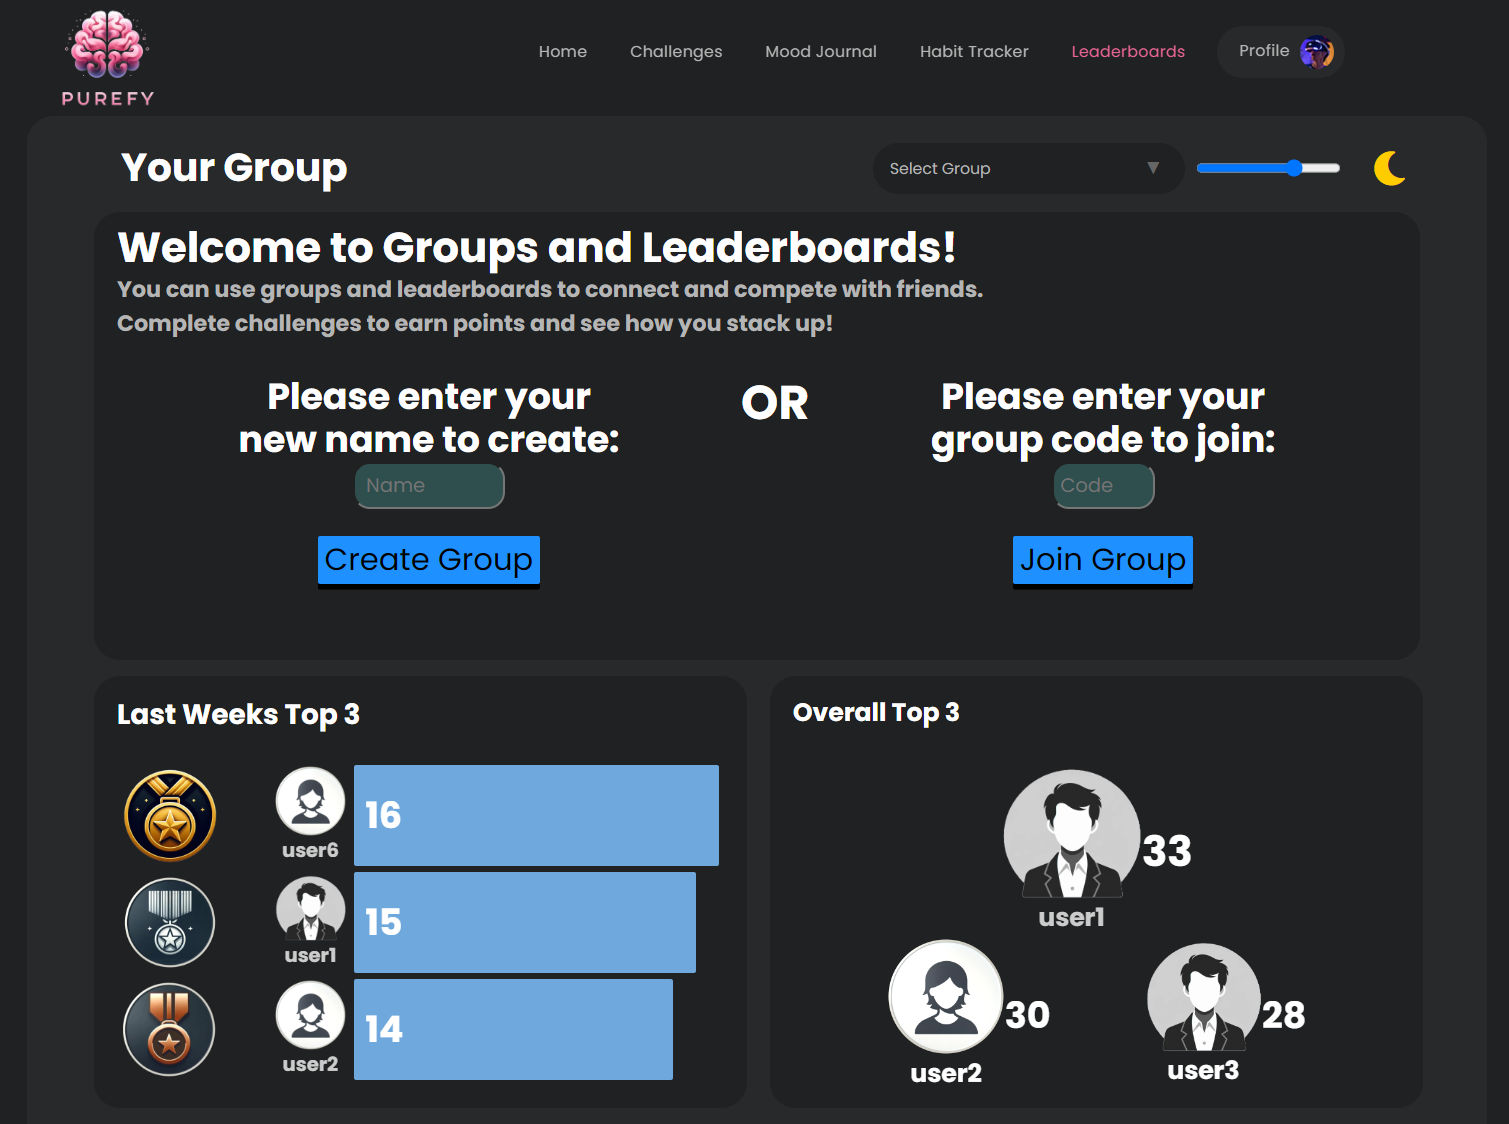 PUREFY
Home
Challenges
Mood Journal
Habit Tracker
Leaderboards
Profile
Your Group
Select Group
Welcome to Groups and Leaderboards!
You can use groups and leaderboards to connect and compete with friends.
Complete challenges to earn points and see how you stack up!
Please enter your
new name to create:
Name
Create Group
OR
Please enter your
group code to join:
Code
Join Group
Last Weeks Top 3
user6
16
user1
15
user2
14
Overall Top 3
33
user1
30
user2
28
user3